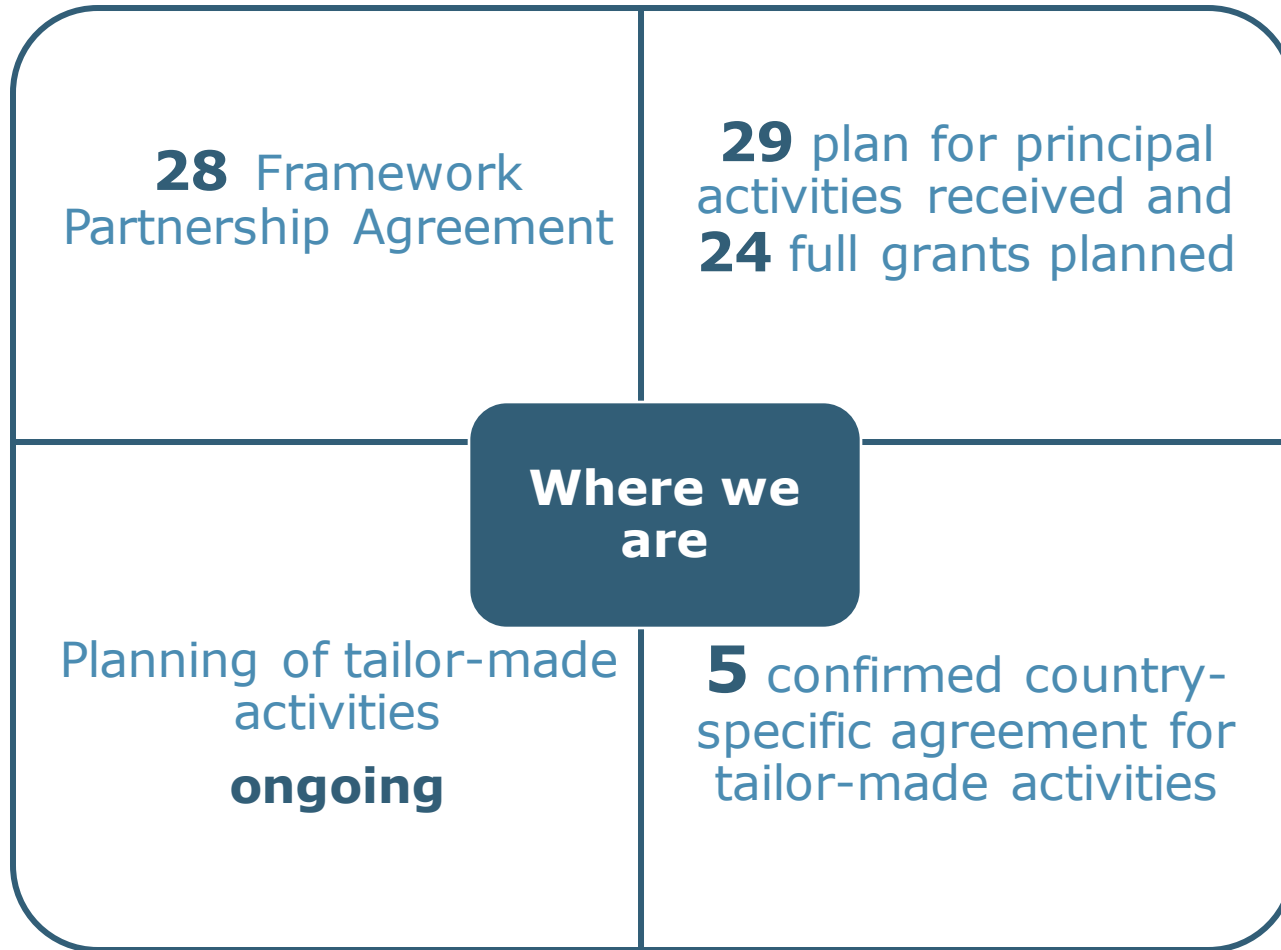 28 Framework
Partnership Agreement
29 plan for principal
activities received and
24 full grants planned
Where we
are
Planning of tailor-made
activities
ongoing
5 confirmed country-
specific agreement for
tailor-made activities